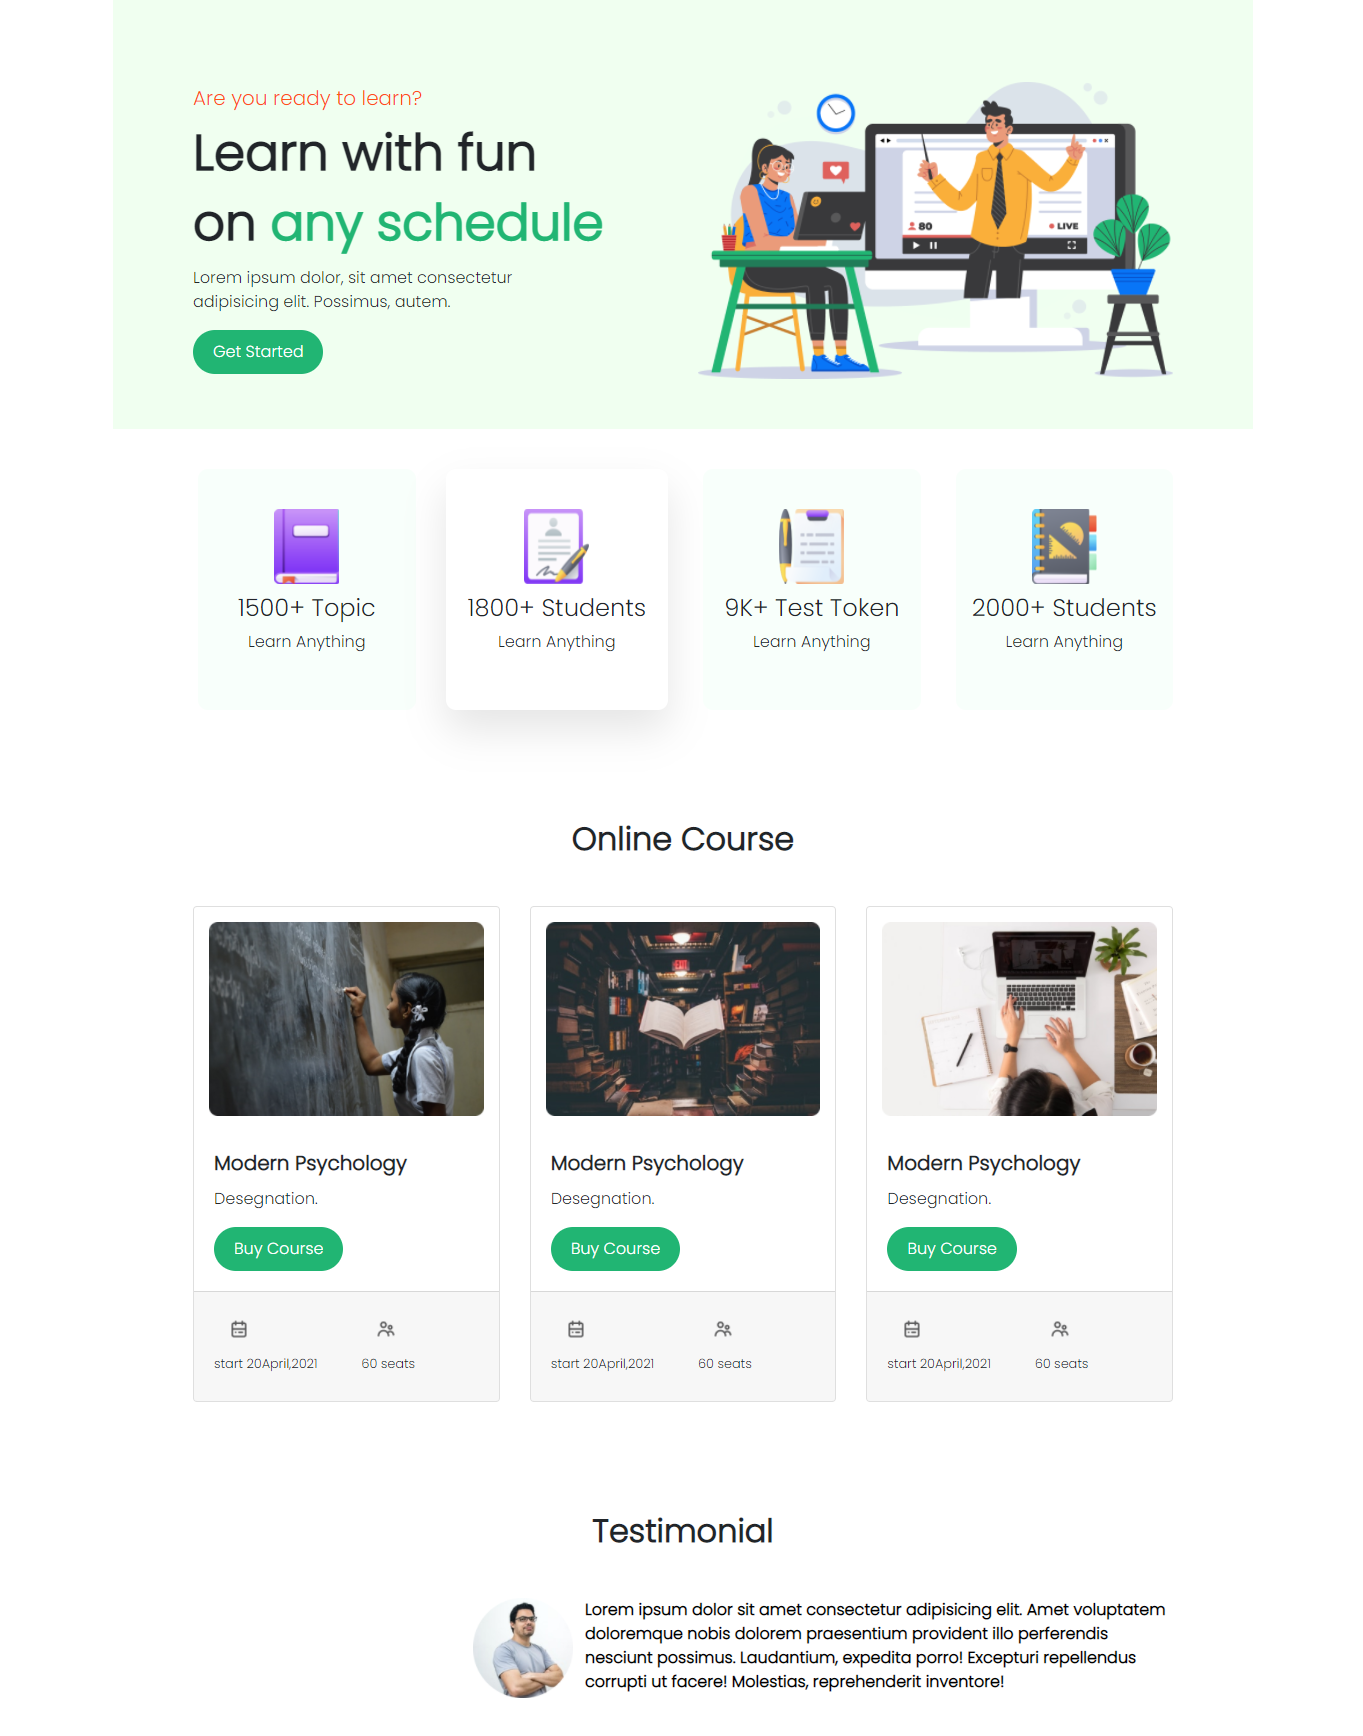 Are you ready to learn?
Learn with fun
on any schedule
Lorem ipsum dolor, sit amet consectetur
adipisicing elit. Possimus, autem.
Get Started
80
LIVE
1500+ Topic
Learn Anything
1800+ Students
Learn Anything
9K+ Test Token
Learn Anything
2000+ Students
Learn Anything
Online Course
EXIT
Modern Psychology
Desegnation.
Buy Course
start 20April,2021
60 seats
Modern Psychology
Desegnation.
Buy Course
start 20April,2021
60 seats
Modern Psychology
Desegnation.
Buy Course
start 20April,2021
60 seats
Testimonial
Lorem ipsum dolor sit amet consectetur adipisicing elit. Amet voluptatem
doloremque nobis dolorem praesentium provident illo perferendis
nesciunt possimus. Laudantium, expedita porro! Excepturi repellendus
corrupti ut facere! Molestias, reprehenderit inventore!